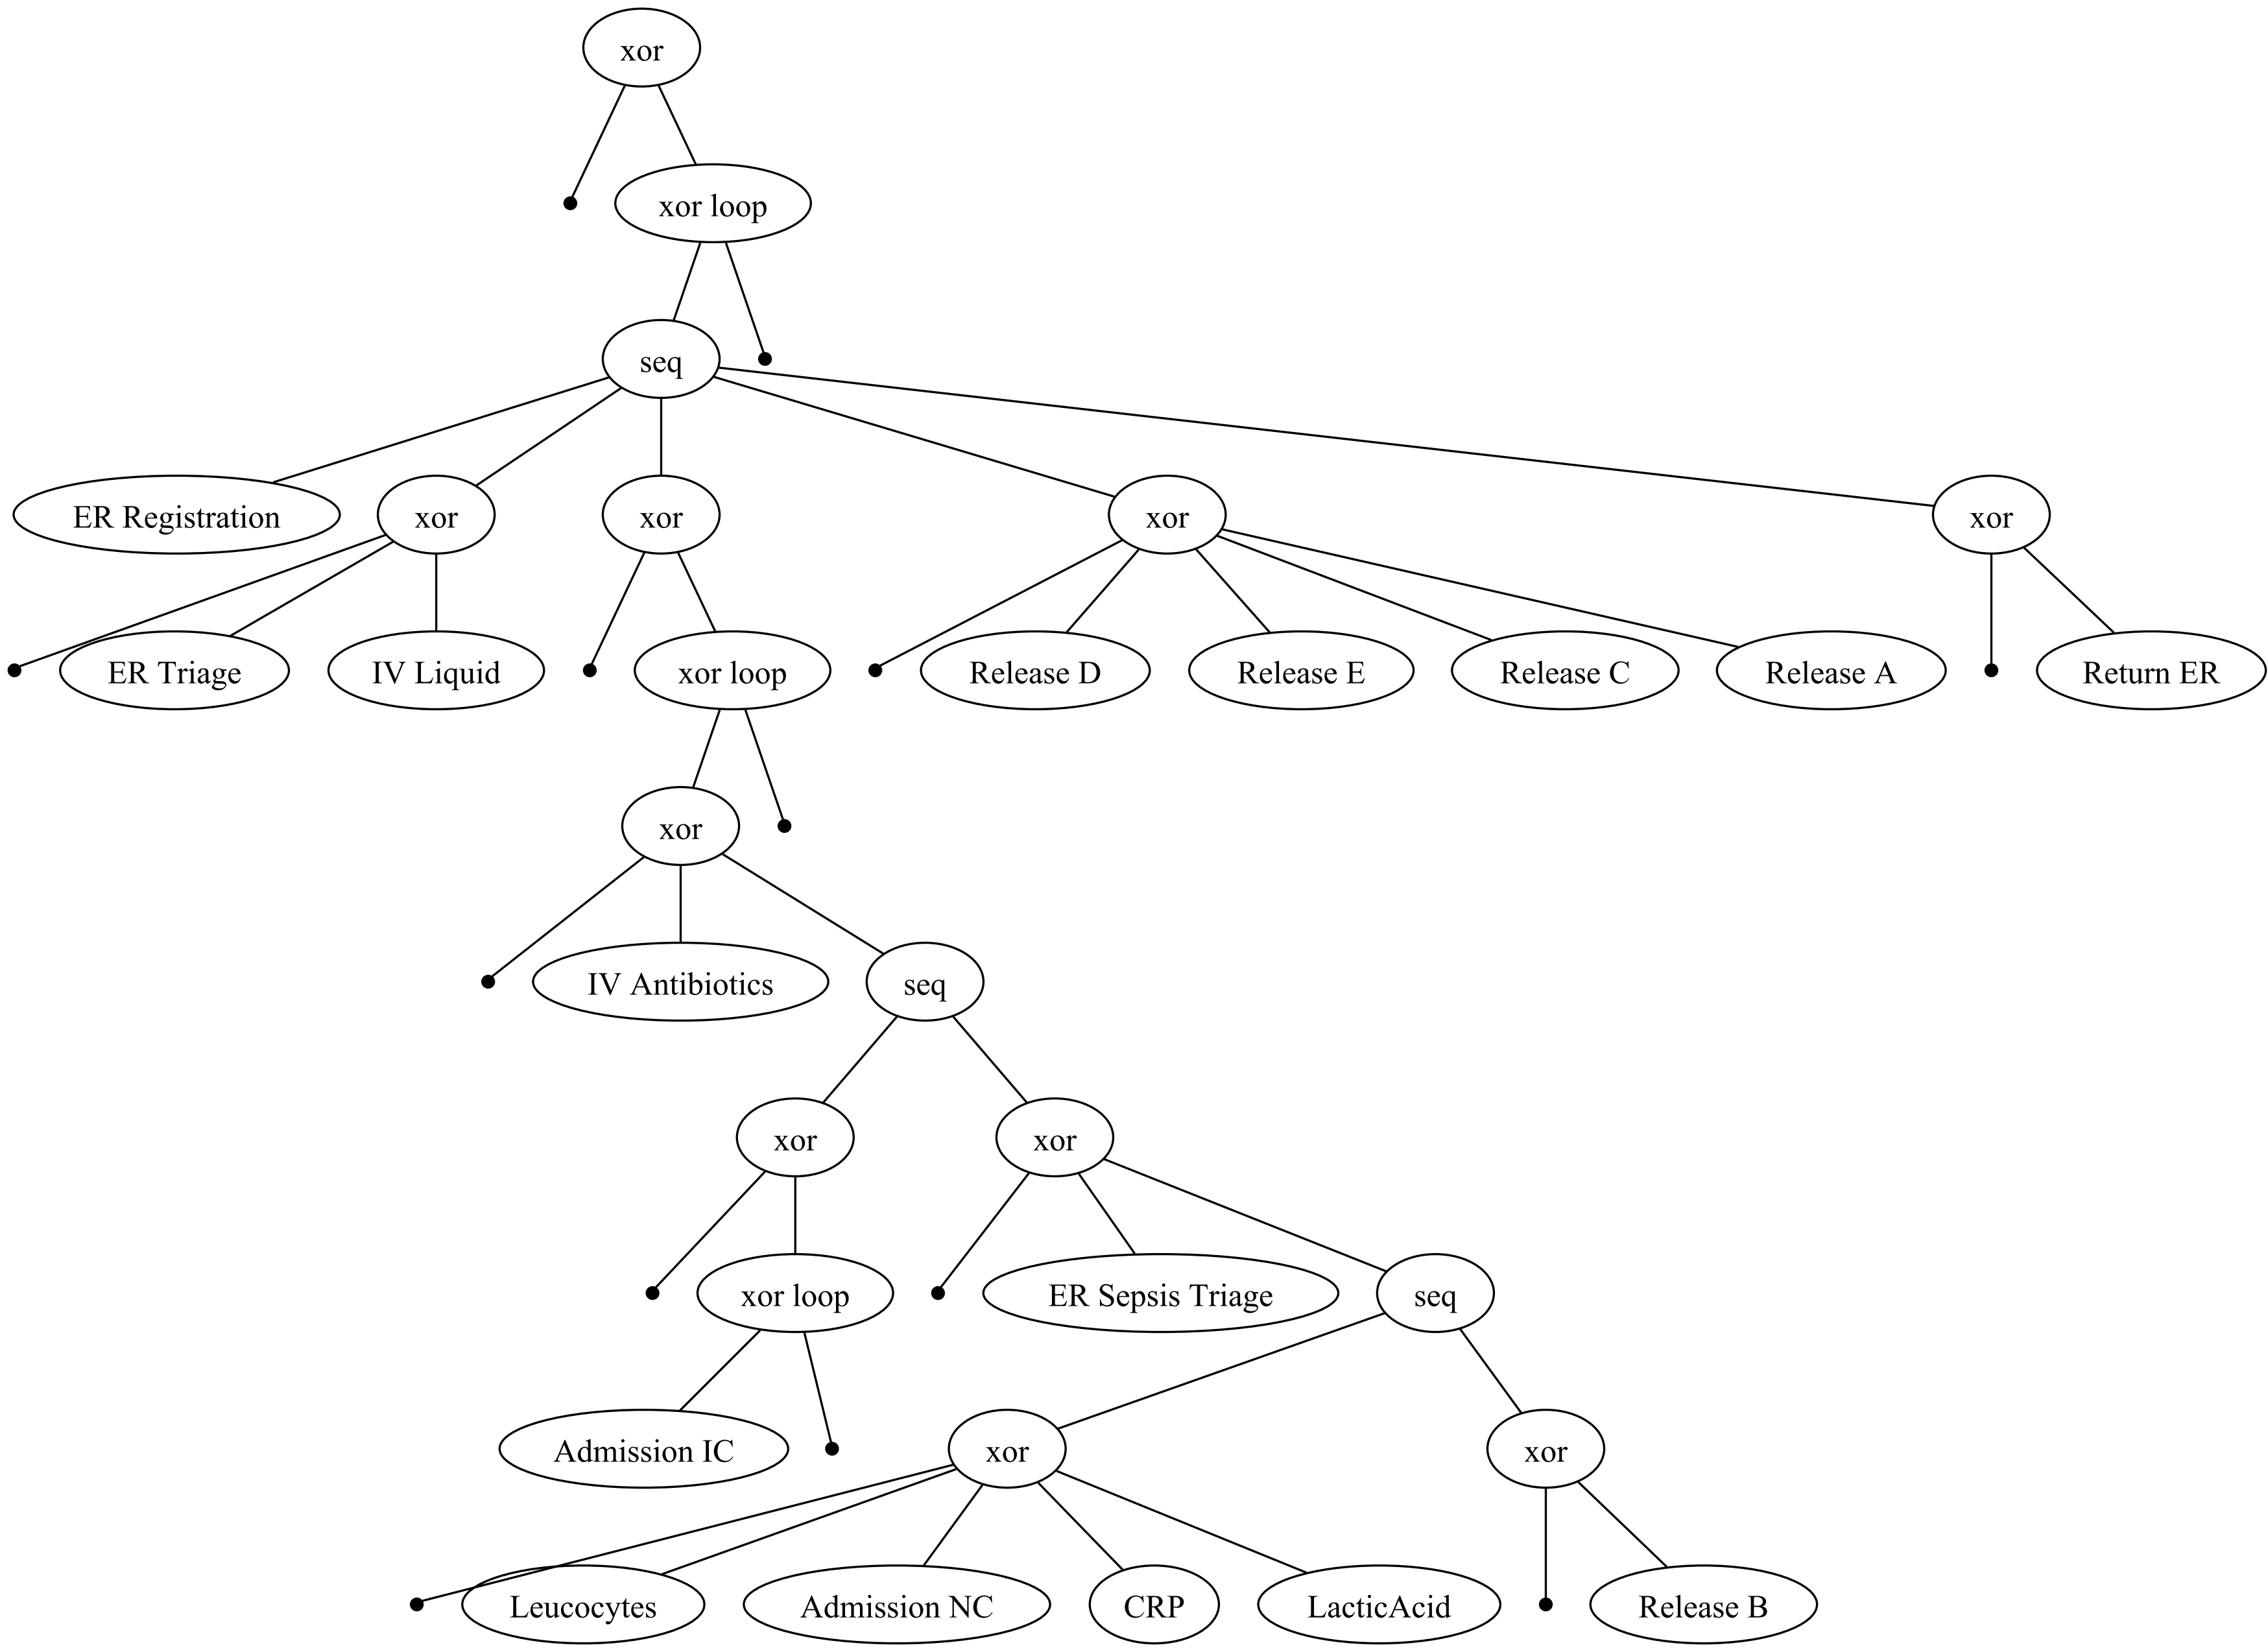 xor
xor loop
seq
ER Registration
xor
xor
xor
xor
ER Triage
IV Liquid
xor loop
Release D
Release E
Release C
Release A
Return ER
xor
IV Antibiotics
seq
xor
xor
xor loop
ER Sepsis Triage
seq
Admission IC
xor
xor
Leucocytes
Admission NC
CRP
LacticAcid
Release B